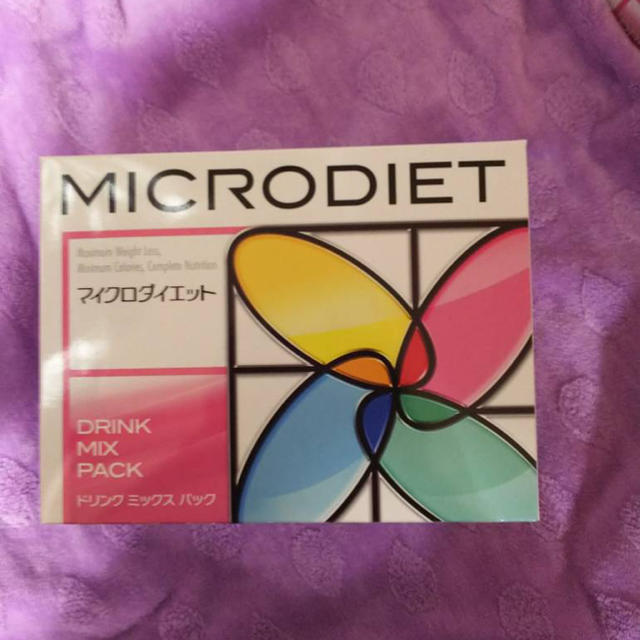 MICRODIET
Maximum Weight Loss,
Minimum Calories, Complete Nutrition
マイクロダイエット
DRINK
MIX
PACK
ドリンク ミックス パック